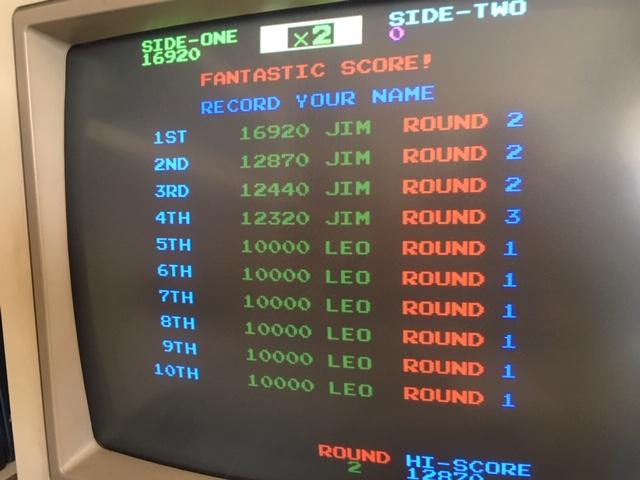 SIDE-ONE x2 SIDE-TWO
16920 0
FANTASTIC SCORE!
RECORD YOUR NAME
1ST 16920 JIM ROUND 2
2ND 12870 JIM ROUND 2
3RD 12440 JIM ROUND 2
4TH 12320 JIM ROUND 3
5TH 10000 LEO ROUND 1
6TH 10000 LEO ROUND 1
7TH 10000 LEO ROUND 1
8TH 10000 LEO ROUND 1
9TH 10000 LEO ROUND 1
10TH 10000 LEO ROUND 1
ROUND HI-SCORE
2 12870